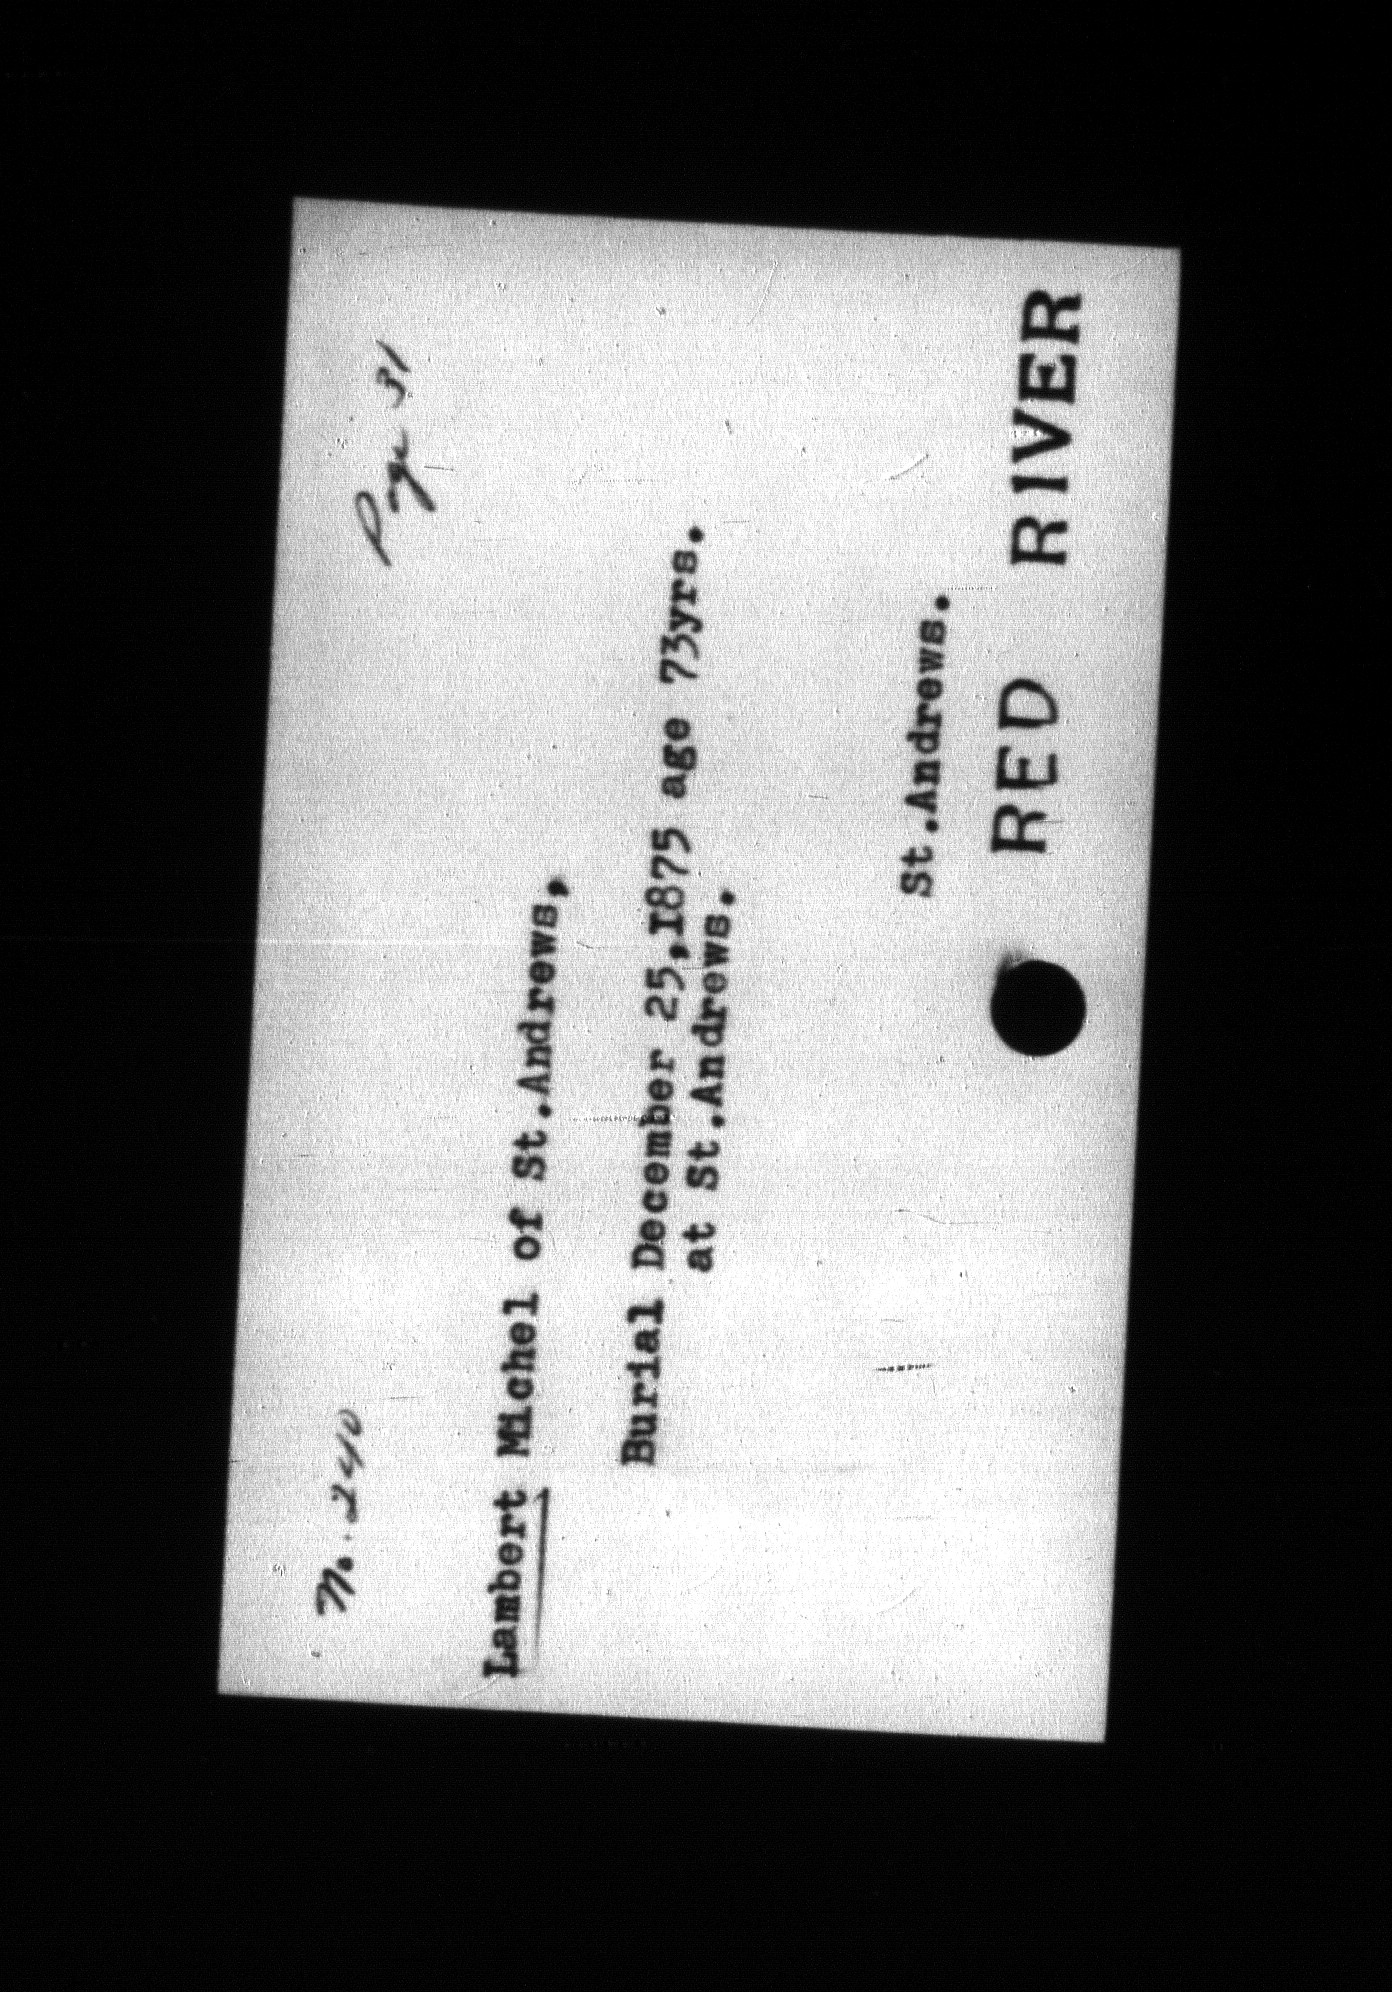 No. 240 Page 31
Lambert Michel of St.Andrews,
Burial December 25,I875 age 73yrs.
at St.Andrews.
St.Andrews.
RED RIVER